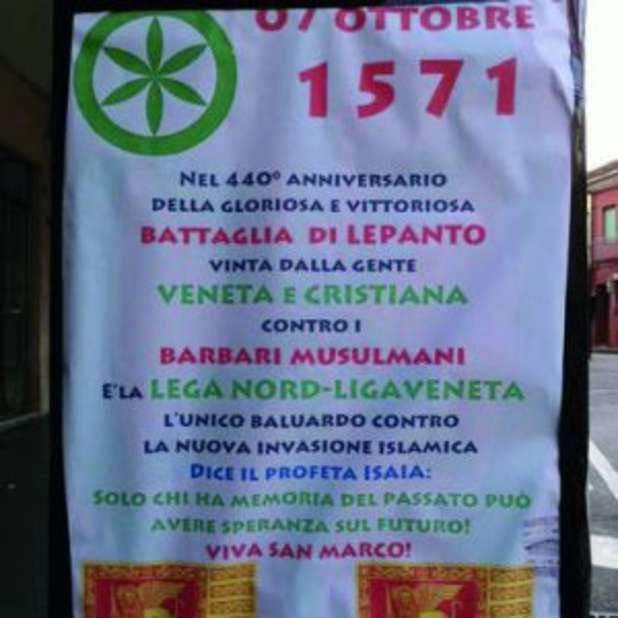 07 OTTOBRE
1571
NEL 440° ANNIVERSARIO
DELLA GLORIOSA E VITTORIOSA
BATTAGLIA DI LEPANTO
VINTA DALLA GENTE
VENETA E CRISTIANA
CONTRO I
BARBARI MUSULMANI
E'LA LEGA NORD-LIGAVENETA
L'UNICO BALUARDO CONTRO
LA NUOVA INVASIONE ISLAMICA
DICE IL PROFETA ISAIA:
SOLO CHI HA MEMORIA DEL PASSATO PUÓ
AVERE SPERANZA SUL FUTURO!
VIVA SAN MARCO!